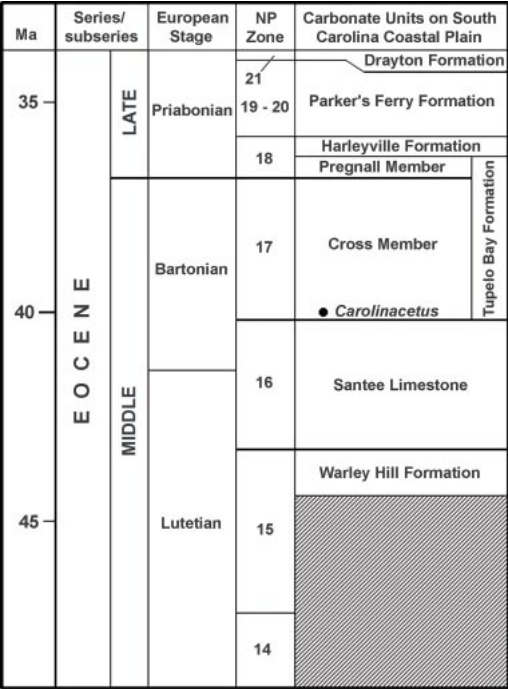 Ma
Series/
subseries
European
Stage
NP
Zone
Carbonate Units on South
Carolina Coastal Plain
35
40
45
EOCENE
LATE
MIDDLE
Priabonian
Bartonian
Lutetian
21
19 - 20
18
17
16
15
14
Drayton Formation
Parker's Ferry Formation
Harleyville Formation
Pregnall Member
Cross Member
Carolinacetus
Tupelo Bay Formation
Santee Limestone
Warley Hill Formation